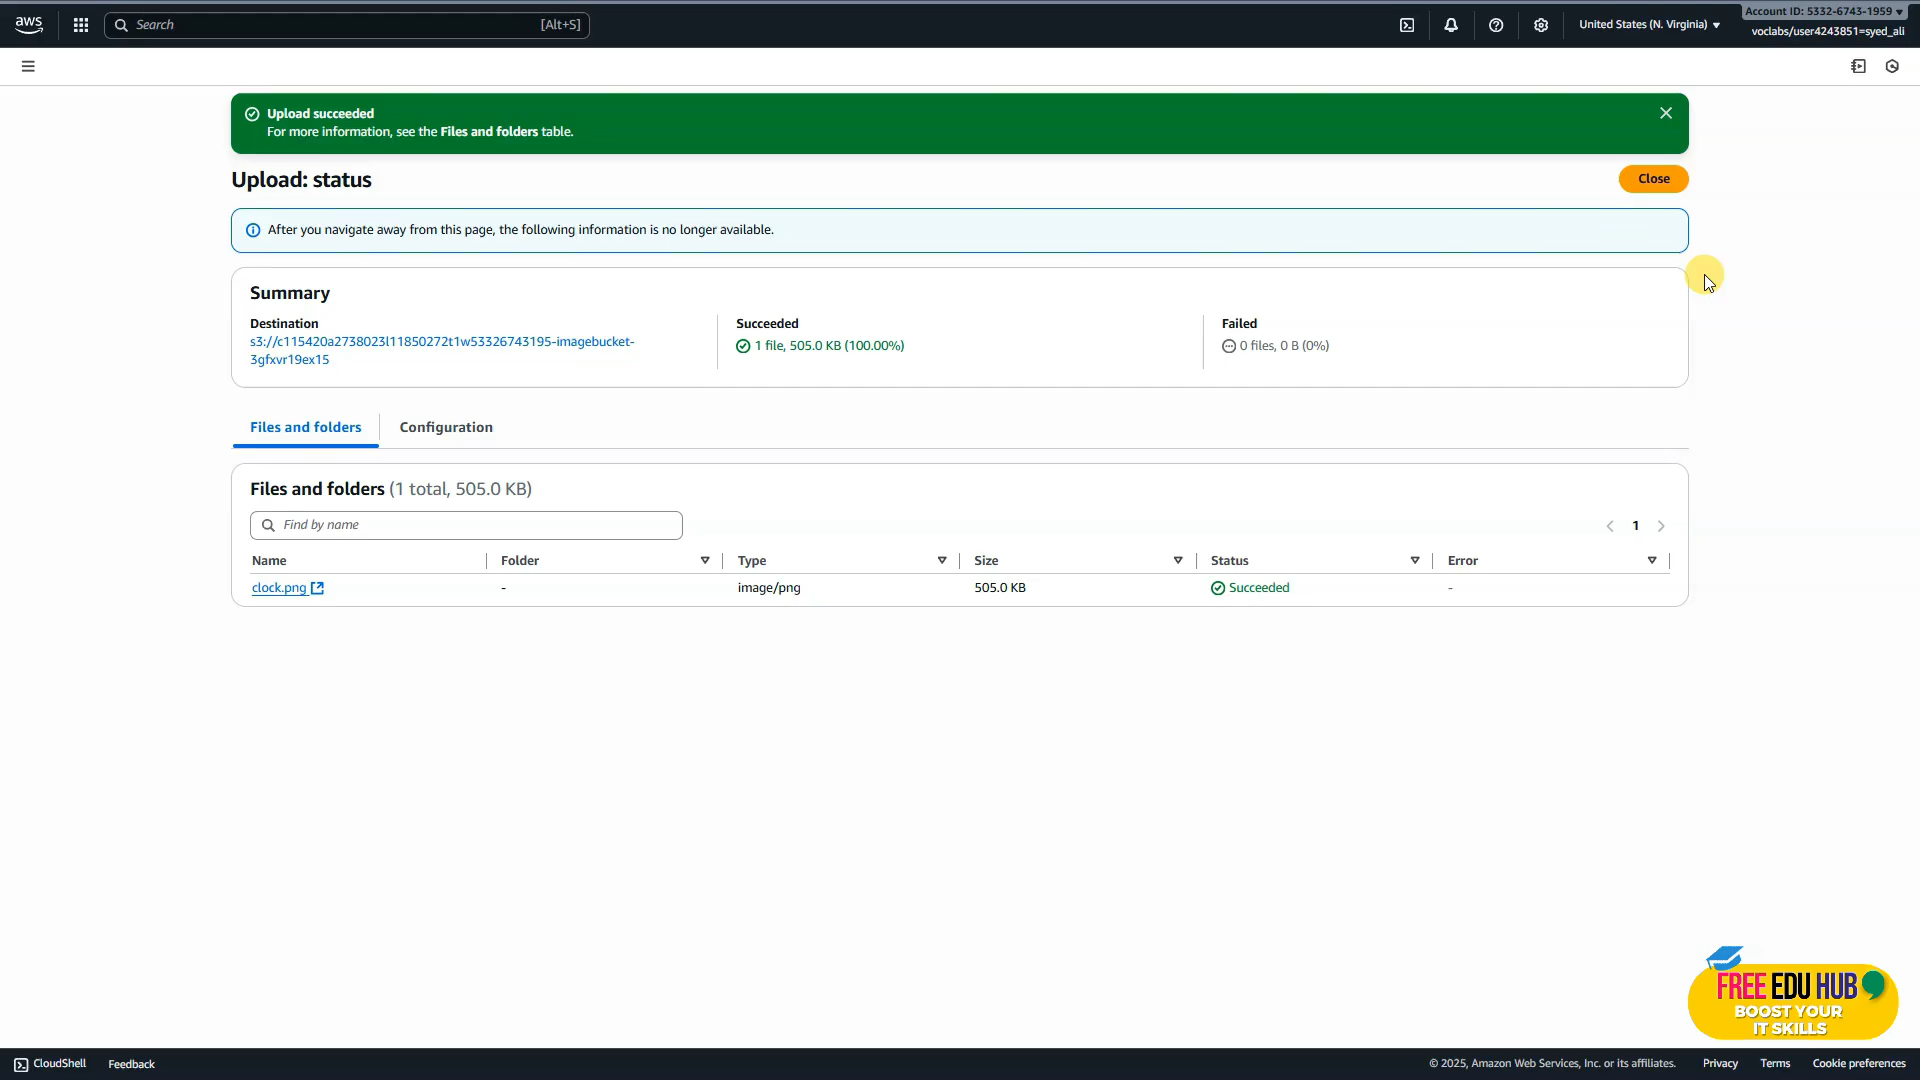 aws
Search
[Alt+S]
United States (N. Virginia)
Account ID: 5332-6743-1959
voclabs/user4243851=syed_ali
Upload succeeded
For more information, see the Files and folders table.
Upload: status
Close
After you navigate away from this page, the following information is no longer available.
Summary
Destination
s3://c115420a2738023l11850272t1w53326743195-imagebucket-
3gfxvr19ex15
Succeeded
1 file, 505.0 KB (100.00%)
Failed
0 files, 0 B (0%)
Files and folders
Configuration
Files and folders (1 total, 505.0 KB)
Find by name
1
Name
Folder
Type
Size
Status
Error
clock.png
-
image/png
505.0 KB
Succeeded
-
FREE EDU HUB
BOOST YOUR
IT SKILLS
CloudShell
Feedback
© 2025, Amazon Web Services, Inc. or its affiliates.
Privacy
Terms
Cookie preferences